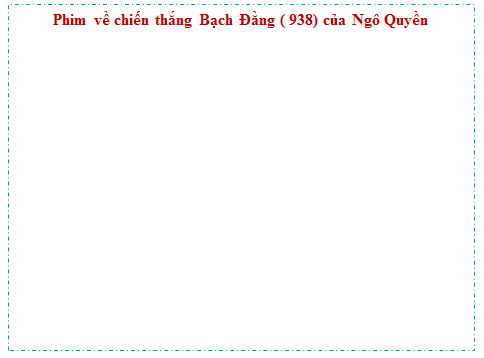 Phim về chiến thắng Bạch Đằng ( 938) của Ngô Quyền